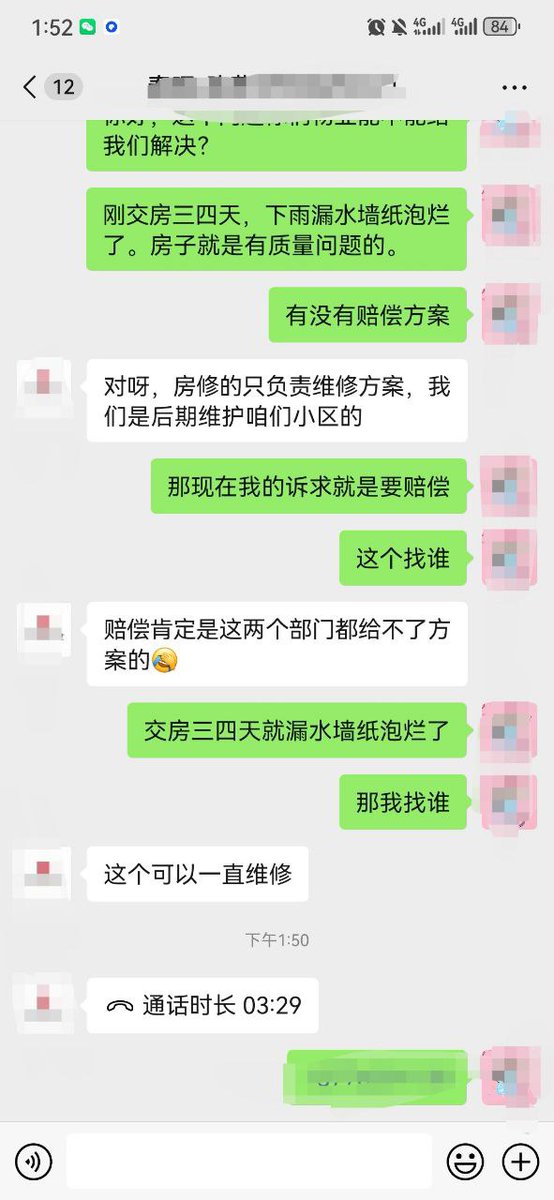 1:52
4G
4G
84
12
我们解决?
刚交房三四天，下雨漏水墙纸泡烂
了。房子就是有质量问题的。
有没有赔偿方案
对呀，房修的只负责维修方案，我
们是后期维护咱们小区的
那现在我的诉求就是要赔偿
这个找谁
赔偿肯定是这两个部门都给不了方
案的
交房三四天就漏水墙纸泡烂了
那我找谁
这个可以一直维修
下午1:50
通话时长 03:29